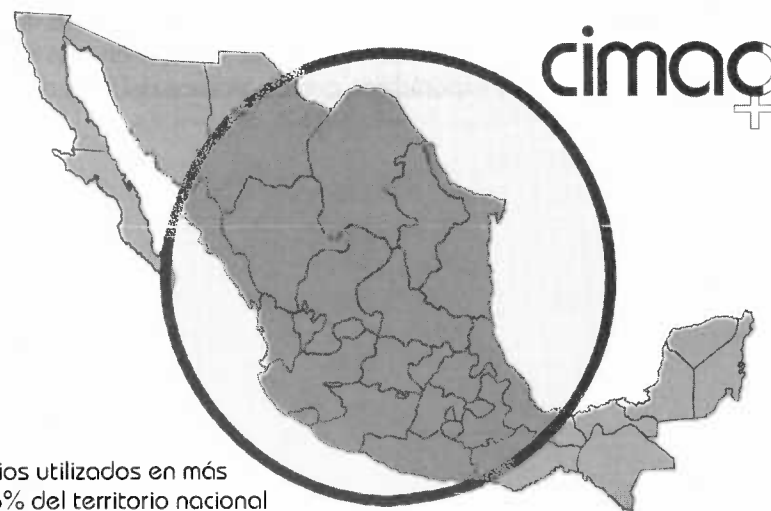 cimac
ios utilizados en más
% del territorio nacional